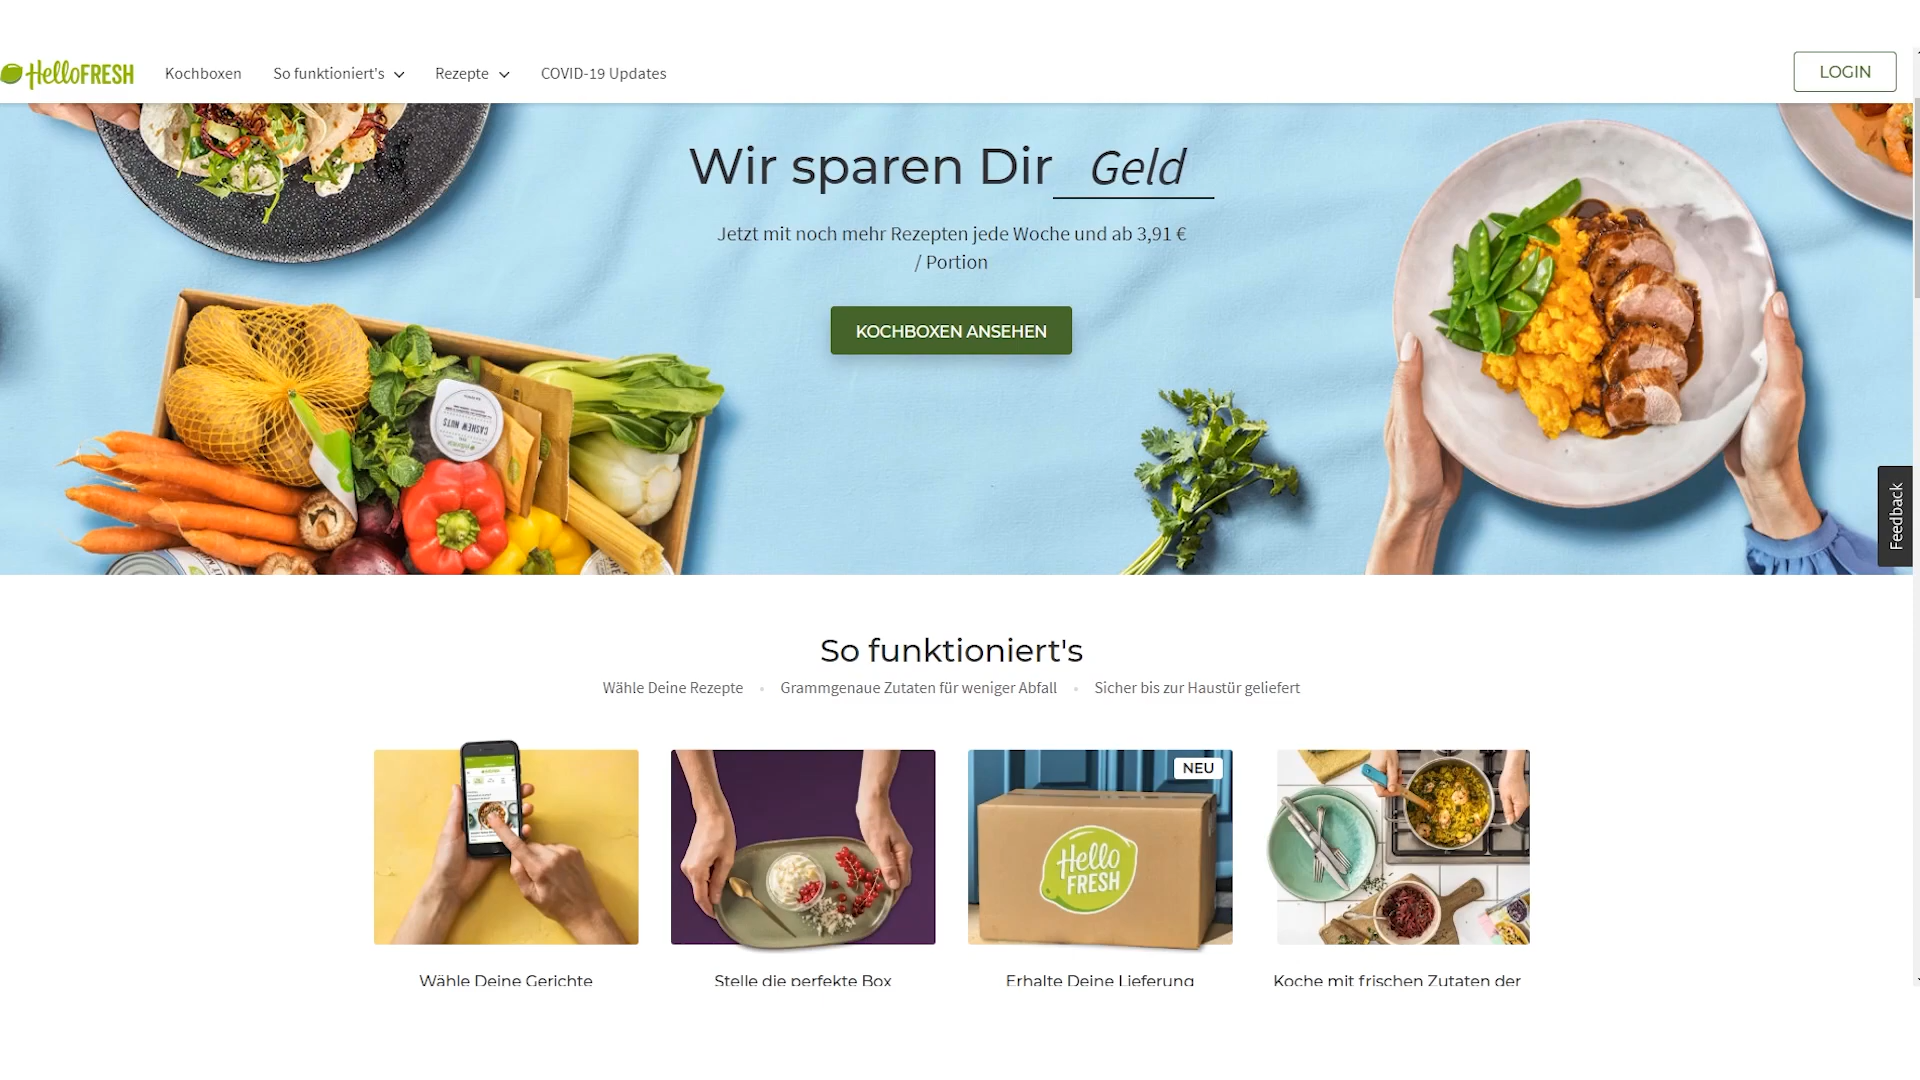 HelloFRESH
Kochboxen
So funktioniert's
Rezepte
COVID-19 Updates
LOGIN
Wir sparen Dir Geld
Jetzt mit noch mehr Rezepten jede Woche und ab 3,91 €
/ Portion
KOCHBOXEN ANSEHEN
CASHEW NUTS
Feedback
So funktioniert's
Wähle Deine Rezepte • Grammgenaue Zutaten für weniger Abfall • Sicher bis zur Haustür geliefert
NEU
Hello
FRESH
Wähle Deine Gerichte
Stelle die perfekte Box
Erhalte Deine Lieferung
Koche mit frischen Zutaten der